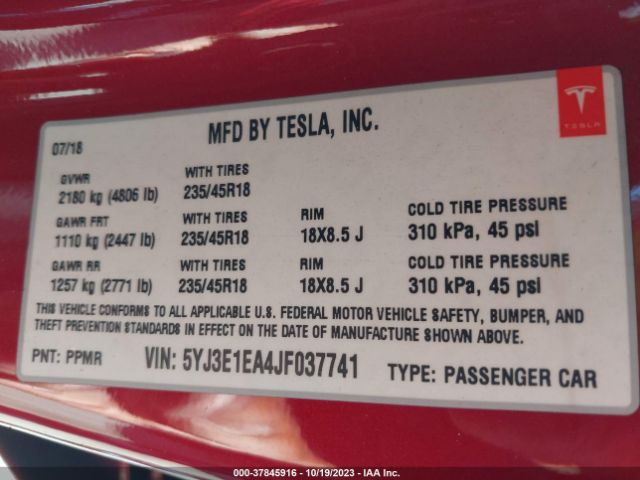 MFD BY TESLA, INC.
TESLA
07/18
GVWR WITH TIRES
2180 kg (4806 lb) 235/45R18
GAWR FRT WITH TIRES RIM COLD TIRE PRESSURE
1110 kg (2447 lb) 235/45R18 18X8.5 J 310 kPa, 45 psi
GAWR RR WITH TIRES RIM COLD TIRE PRESSURE
1257 kg (2771 lb) 235/45R18 18X8.5 J 310 kPa, 45 psi
THIS VEHICLE CONFORMS TO ALL APPLICABLE U.S. FEDERAL MOTOR VEHICLE SAFETY, BUMPER, AND
THEFT PREVENTION STANDARDS IN EFFECT ON THE DATE OF MANUFACTURE SHOWN ABOVE.
PNT: PPMR VIN: 5YJ3E1EA4JF037741 TYPE: PASSENGER CAR
000-37845916 - 10/19/2023 - IAA Inc.